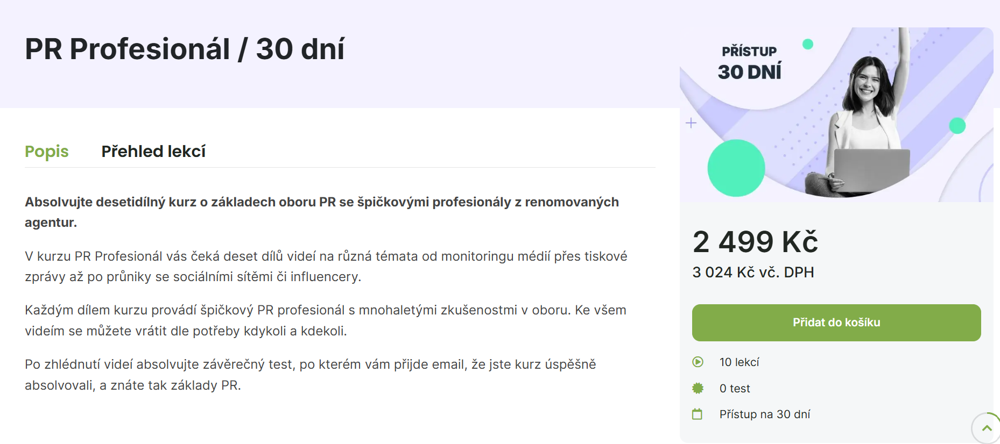 PR Profesionál / 30 dní
PŘÍSTUP
30 DNÍ
Popis
Přehled lekcí
Absolvujte desetidílný kurz o základech oboru PR se špičkovými profesionály z renomovaných
agentur.
V kurzu PR Profesionál vás čeká deset dílů videí na různá témata od monitoringu médií přes tiskové
zprávy až po průniky se sociálními sítěmi či influencery.
Každým dílem kurzu provádí špičkový PR profesionál s mnohaletými zkušenostmi v oboru. Ke všem
videím se můžete vrátit dle potřeby kdykoli a kdekoli.
Po zhlédnutí videí absolvujte závěrečný test, po kterém vám přijde email, že jste kurz úspěšně
absolvovali, a znáte tak základy PR.
2 499 Kč
3 024 Kč vč. DPH
Přidat do košíku
10 lekcí
0 test
Přístup na 30 dní